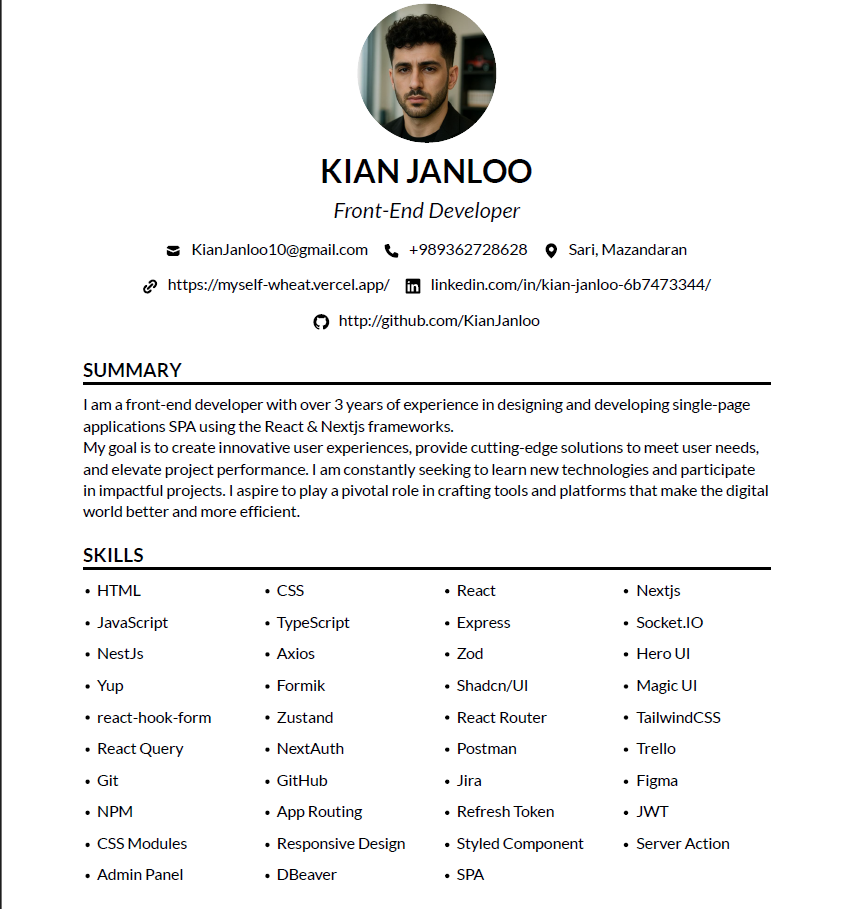 KIAN JANLOO
Front-End Developer
KianJanloo10@gmail.com +989362728628 Sari, Mazandaran
https://myself-wheat.vercel.app/ linkedin.com/in/kian-janloo-6b7473344/
http://github.com/KianJanloo
SUMMARY
I am a front-end developer with over 3 years of experience in designing and developing single-page
applications SPA using the React & Nextjs frameworks.
My goal is to create innovative user experiences, provide cutting-edge solutions to meet user needs,
and elevate project performance. I am constantly seeking to learn new technologies and participate
in impactful projects. I aspire to play a pivotal role in crafting tools and platforms that make the digital
world better and more efficient.
SKILLS
• HTML • CSS • React • Nextjs
• JavaScript • TypeScript • Express • Socket.IO
• NestJs • Axios • Zod • Hero UI
• Yup • Formik • Shadcn/UI • Magic UI
• react-hook-form • Zustand • React Router • TailwindCSS
• React Query • NextAuth • Postman • Trello
• Git • GitHub • Jira • Figma
• NPM • App Routing • Refresh Token • JWT
• CSS Modules • Responsive Design • Styled Component • Server Action
• Admin Panel • DBeaver • SPA